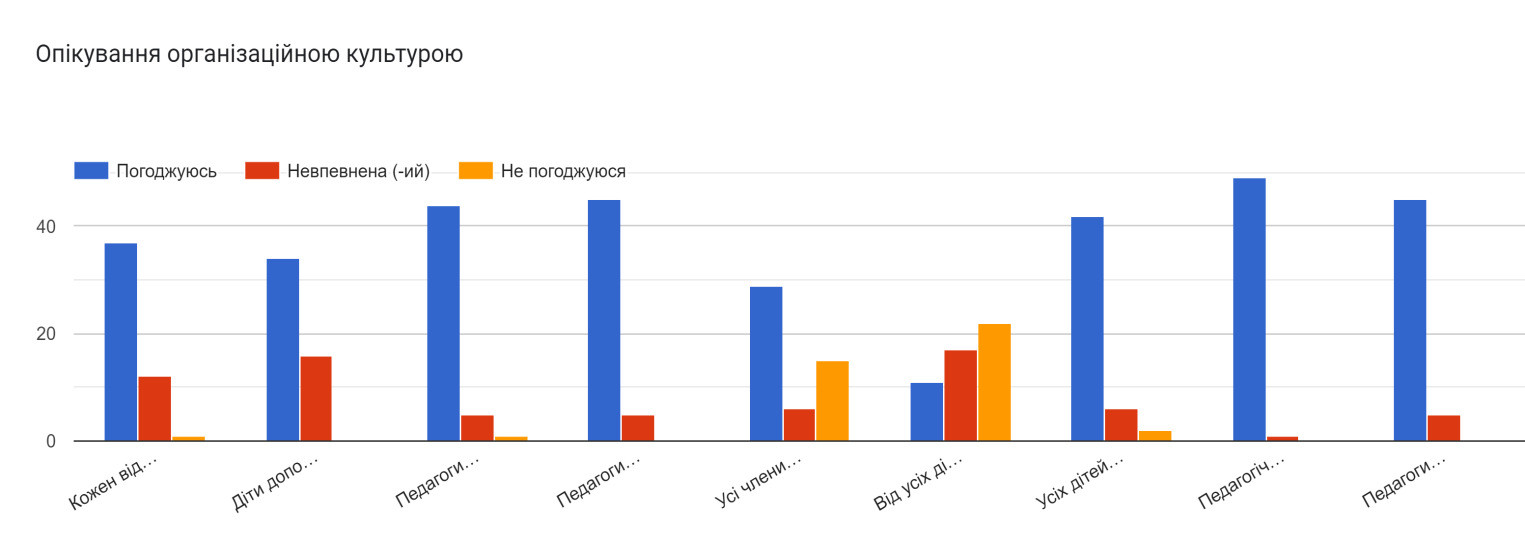 Опікування організаційною культурою
Погоджуюсь
Невпевнена (-ий)
Не погоджуюся
40
20
0
Кожен від…
Діти допо…
Педагоги…
Педагоги…
Усі члени…
Від усіх ді…
Усіх дітей…
Педагогіч…
Педагоги…